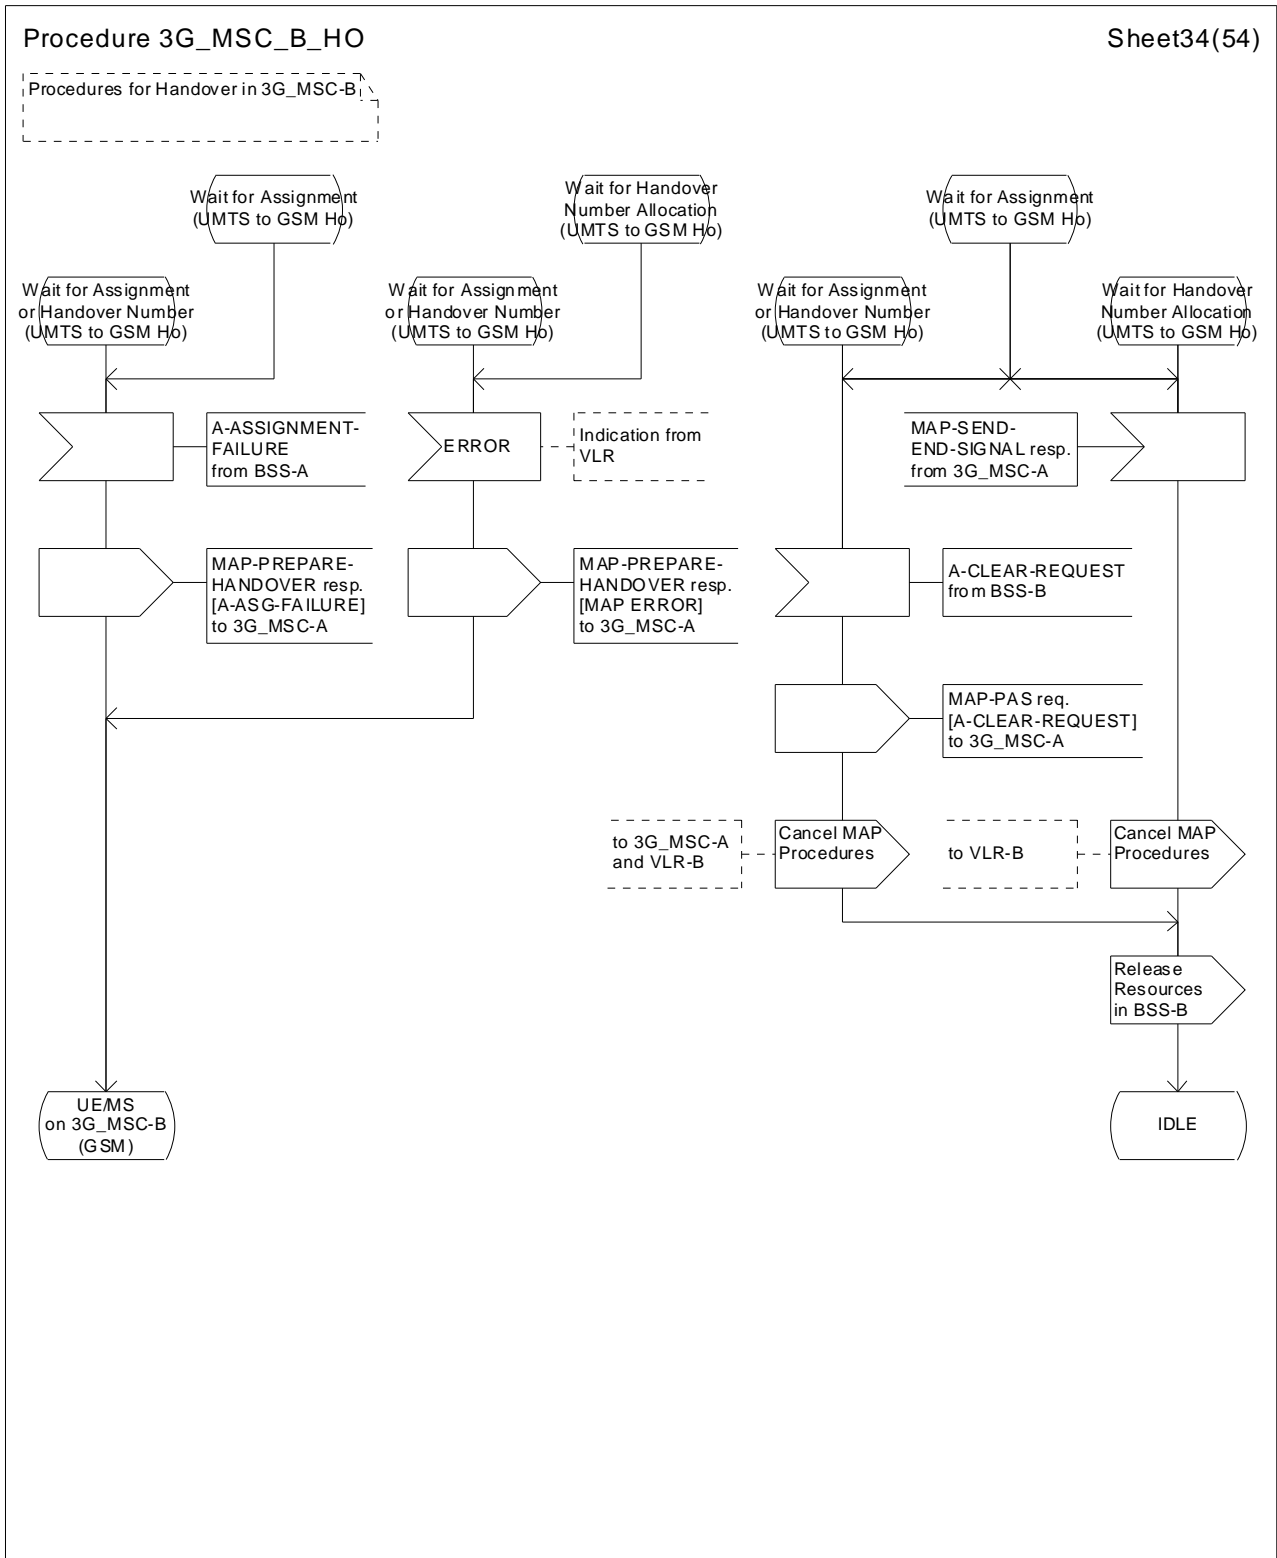 Procedure 3G_MSC_B_HO
Sheet34(54)
Procedures for Handover in 3G_MSC-B
Wait for Assignment
(UMTS to GSM Ho)
Wait for Handover
Number Allocation
(UMTS to GSM Ho)
Wait for Assignment
(UMTS to GSM Ho)
Wait for Assignment
or Handover Number
(UMTS to GSM Ho)
Wait for Assignment
or Handover Number
(UMTS to GSM Ho)
Wait for Assignment
or Handover Number
(UMTS to GSM Ho)
Wait for Handover
Number Allocation
(UMTS to GSM Ho)
A-ASSIGNMENT-
FAILURE
from BSS-A
ERROR
Indication from
VLR
MAP-SEND-
END-SIGNAL resp.
from 3G_MSC-A
MAP-PREPARE-
HANDOVER resp.
[A-ASG-FAILURE]
to 3G_MSC-A
MAP-PREPARE-
HANDOVER resp.
[MAP ERROR]
to 3G_MSC-A
A-CLEAR-REQUEST
from BSS-B
MAP-PAS req.
[A-CLEAR-REQUEST]
to 3G_MSC-A
to 3G_MSC-A
and VLR-B
Cancel MAP
Procedures
to VLR-B
Cancel MAP
Procedures
Release
Resources
in BSS-B
UE/MS
on 3G_MSC-B
(GSM)
IDLE